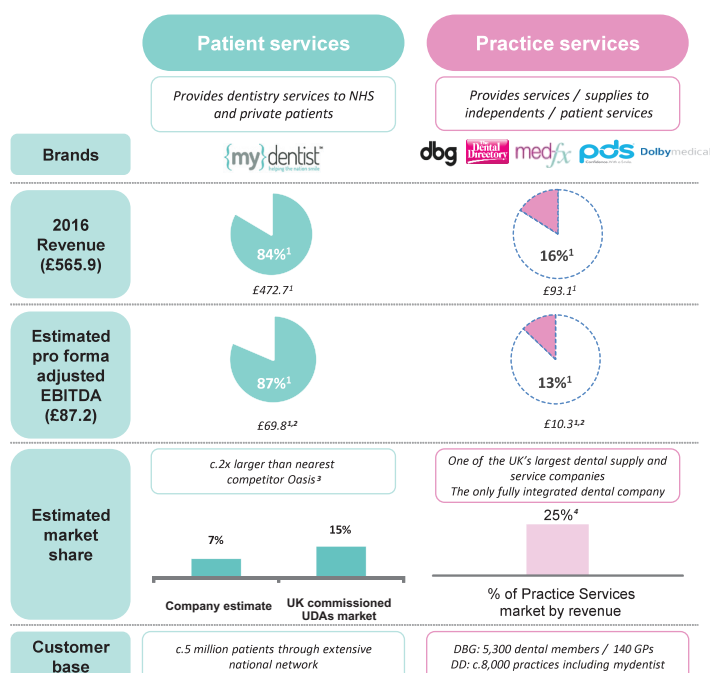 Patient services
Practice services
Provides dentistry services to NHS
and private patients
Provides services / supplies to
independents / patient services
Brands
{my}dentist™
helping the nation smile
dbg
The
Dental
Directory
medfx
pds
Dolbymedical
2016
Revenue
(£565.9)
84%¹
£472.7¹
16%¹
£93.1¹
Estimated
pro forma
adjusted
EBITDA
(£87.2)
87%¹
£69.8¹,²
13%¹
£10.3¹,²
Estimated
market
share
c.2x larger than nearest
competitor Oasis³
7%
15%
Company estimate
UK commissioned
UDAs market
One of the UK's largest dental supply and
service companies
The only fully integrated dental company
25%⁴
% of Practice Services
market by revenue
Customer
base
c.5 million patients through extensive
national network
DBG: 5,300 dental members / 140 GPs
DD: c.8,000 practices including mydentist